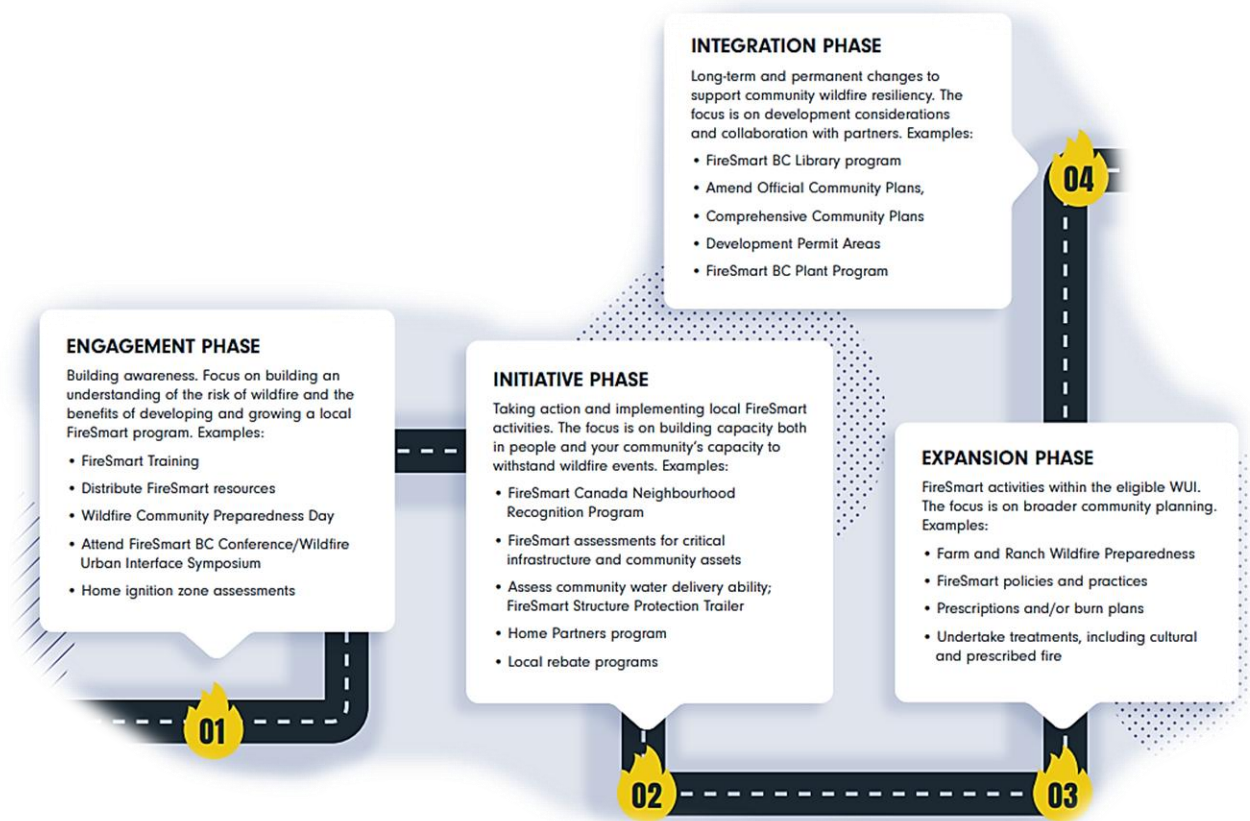 ENGAGEMENT PHASE
Building awareness. Focus on building an
understanding of the risk of wildfire and the
benefits of developing and growing a local
FireSmart program. Examples:
• FireSmart Training
• Distribute FireSmart resources
• Wildfire Community Preparedness Day
• Attend FireSmart BC Conference/Wildfire
Urban Interface Symposium
• Home ignition zone assessments
01
INITIATIVE PHASE
Taking action and implementing local FireSmart
activities. The focus is on building capacity both
in people and your community's capacity to
withstand wildfire events. Examples:
• FireSmart Canada Neighbourhood
Recognition Program
• FireSmart assessments for critical
infrastructure and community assets
• Assess community water delivery ability;
FireSmart Structure Protection Trailer
• Home Partners program
• Local rebate programs
02
EXPANSION PHASE
FireSmart activities within the eligible WUI.
The focus is on broader community planning.
Examples:
• Farm and Ranch Wildfire Preparedness
• FireSmart policies and practices
• Prescriptions and/or burn plans
• Undertake treatments, including cultural
and prescribed fire
03
INTEGRATION PHASE
Long-term and permanent changes to
support community wildfire resiliency. The
focus is on development considerations
and collaboration with partners. Examples:
• FireSmart BC Library program
• Amend Official Community Plans,
• Comprehensive Community Plans
• Development Permit Areas
• FireSmart BC Plant Program
04